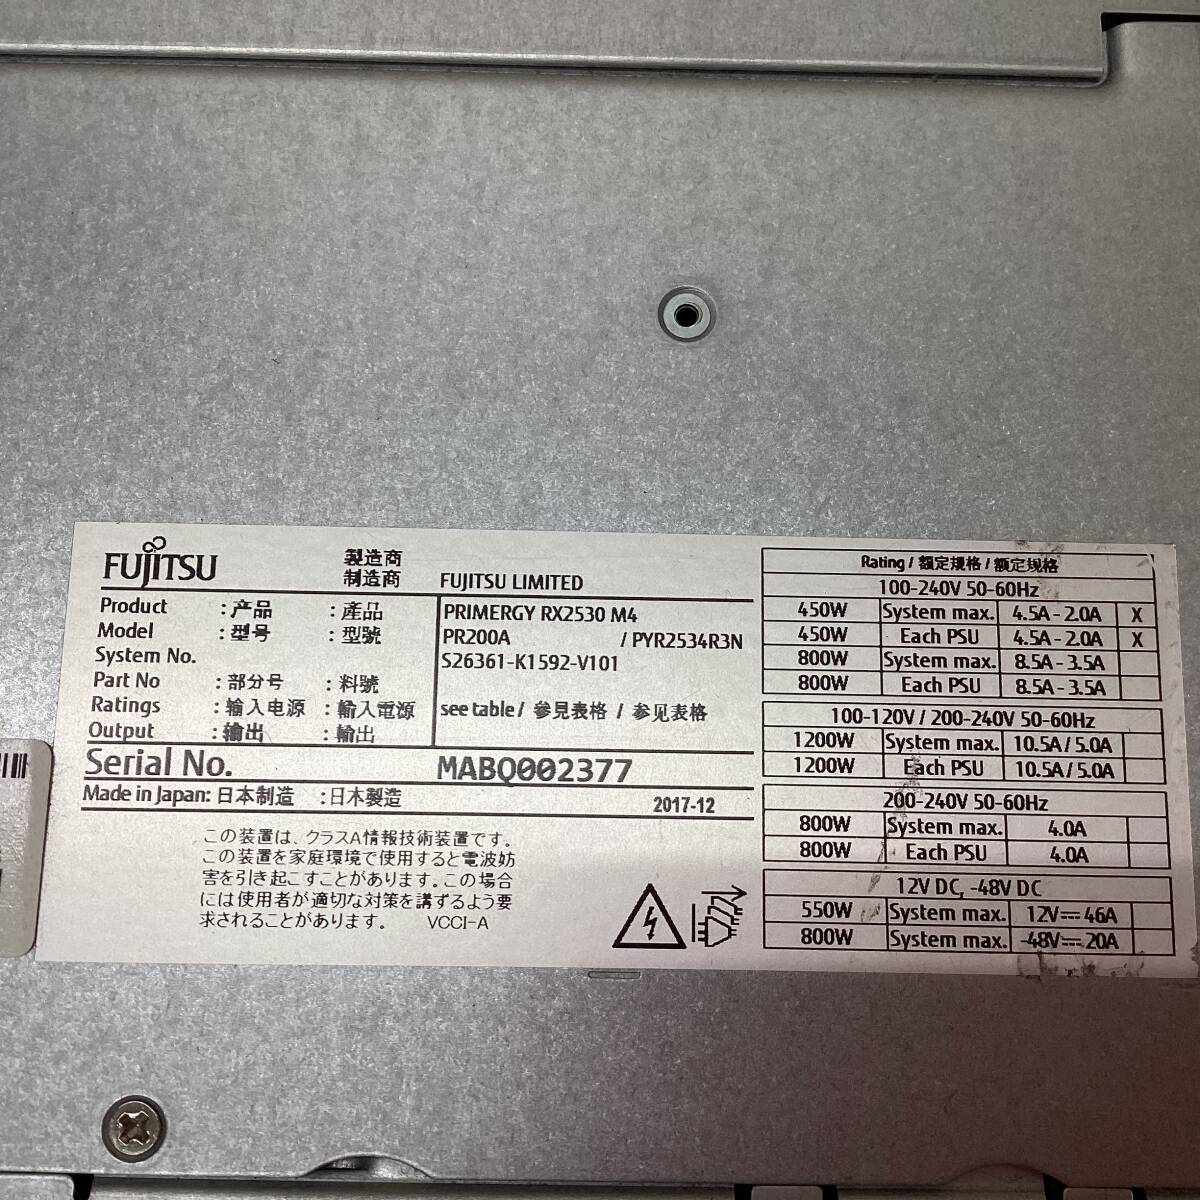 FUJITSU
製造商
制造商 FUJITSU LIMITED
Product :产品 :產品 PRIMERGY RX2530 M4
Model :型号 :型號 PR200A / PYR2534R3N
System No. S26361-K1592-V101
Part No :部分号 :料號
Ratings :输入电源 :輸入電源 see table / 參見表格 / 参见表格
Output :输出 :輸出
Serial No. MABQ002377
Made in Japan: 日本制造 :日本製造 2017-12
この装置は、クラスA情報技術装置です。
この装置を家庭環境で使用すると電波妨
害を引き起こすことがあります。この場合
には使用者が適切な対策を講ずるよう要
求されることがあります。 VCCI-A
Rating / 額定規格 / 额定规格
100-240V 50-60Hz
450W System max. 4.5A - 2.0A X
450W Each PSU 4.5A - 2.0A X
800W System max. 8.5A - 3.5A
800W Each PSU 8.5A - 3.5A
100-120V / 200-240V 50-60Hz
1200W System max. 10.5A / 5.0A
1200W Each PSU 10.5A / 5.0A
200-240V 50-60Hz
800W System max. 4.0A
800W Each PSU 4.0A
12V DC, -48V DC
550W System max. 12V⎓46A
800W System max. -48V⎓20A